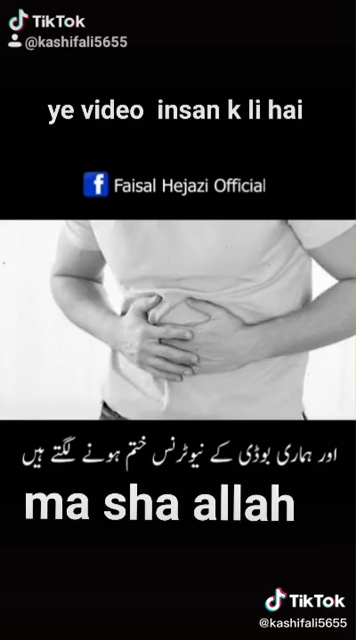 TikTok
@kashifali5655
ye video insan k li hai
f Faisal Hejazi Official
اور ہماری بوڈی کے نیوٹرنس ختم ہونے لگتے ہیں
ma sha allah
TikTok
@kashifali5655